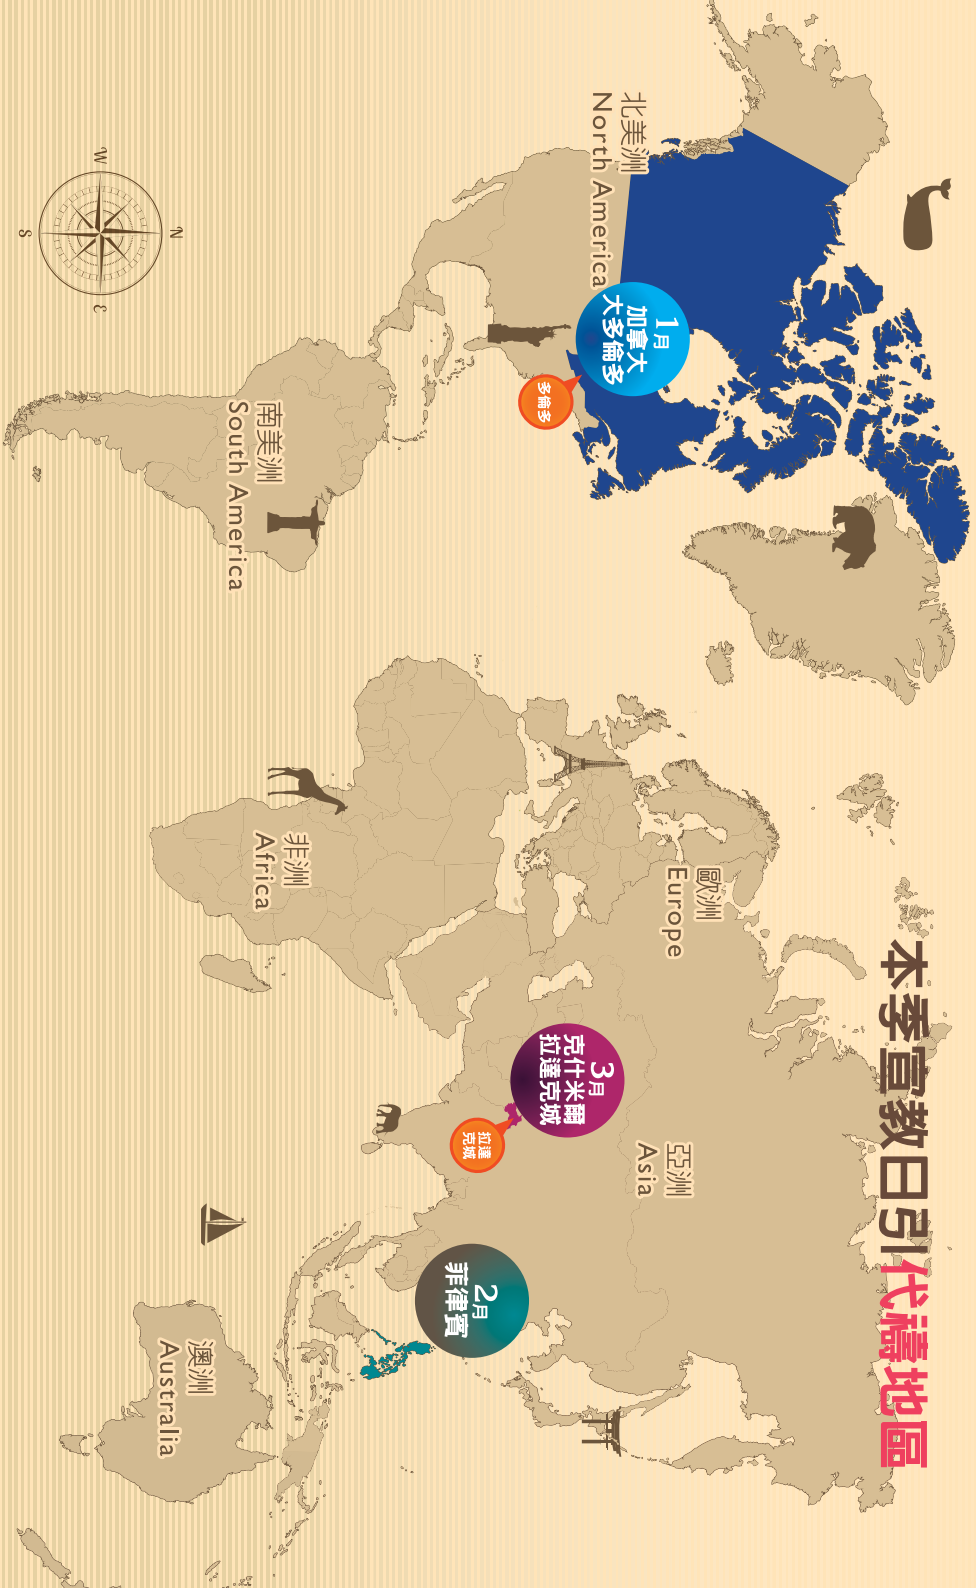 本季宣教日引代禱地區
北美洲
North America
1月
加拿大
大多倫多
多倫多
南美洲
South America
歐洲
Europe
非洲
Africa
3月
克什米爾
拉達克城
拉達
克城
亞洲
Asia
2月
菲律賓
澳洲
Australia
N
W
E
S